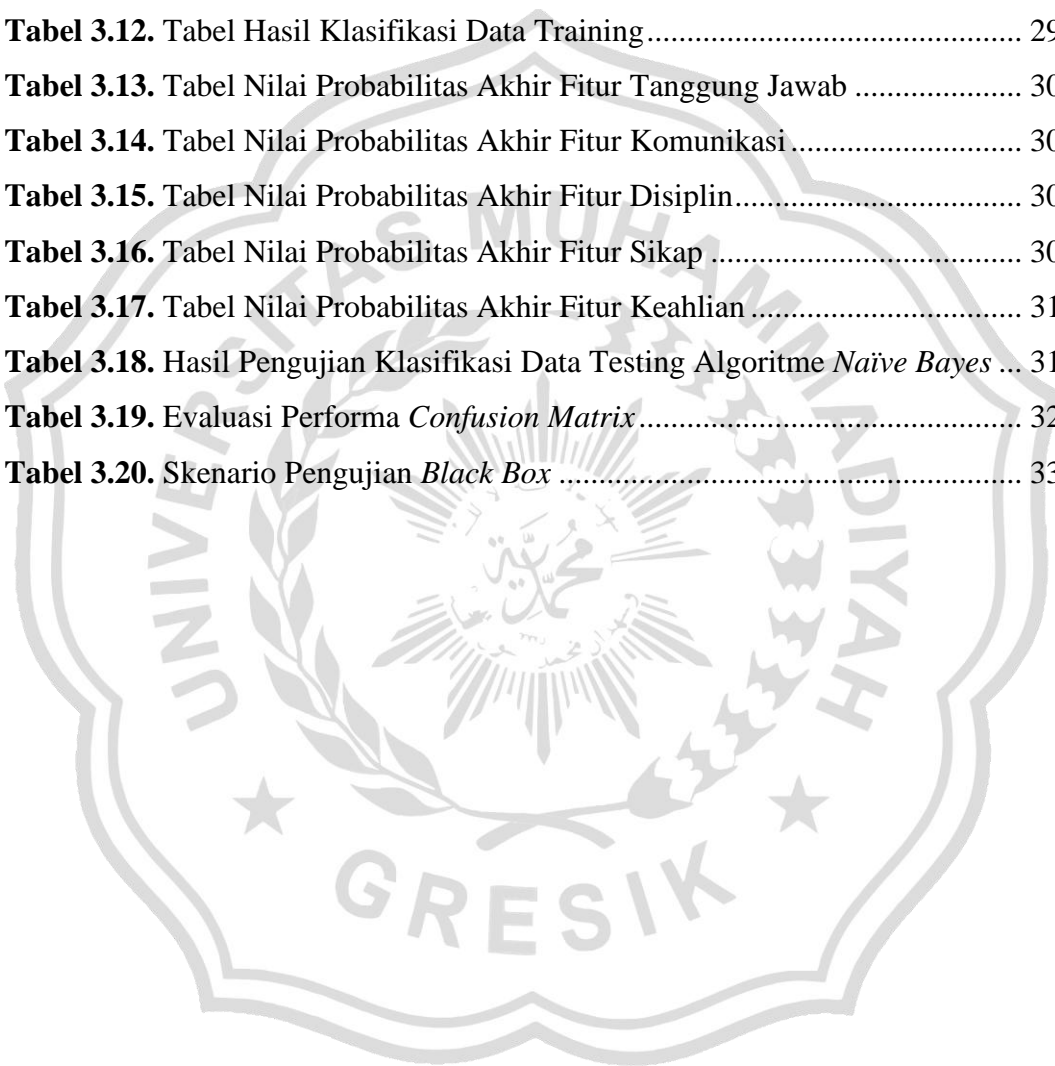 Tabel 3.12. Tabel Hasil Klasifikasi Data Training.................................................. 29
Tabel 3.13. Tabel Nilai Probabilitas Akhir Fitur Tanggung Jawab ...................... 30
Tabel 3.14. Tabel Nilai Probabilitas Akhir Fitur Komunikasi............................... 30
Tabel 3.15. Tabel Nilai Probabilitas Akhir Fitur Disiplin...................................... 30
Tabel 3.16. Tabel Nilai Probabilitas Akhir Fitur Sikap ......................................... 30
Tabel 3.17. Tabel Nilai Probabilitas Akhir Fitur Keahlian .................................... 31
Tabel 3.18. Hasil Pengujian Klasifikasi Data Testing Algoritme Naïve Bayes ... 31
Tabel 3.19. Evaluasi Performa Confusion Matrix................................................... 32
Tabel 3.20. Skenario Pengujian Black Box ............................................................. 33
UNIVERSITAS MUHAMMADIYAH
GRESIK